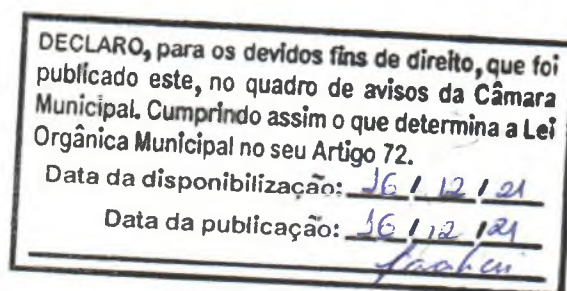 DECLARO, para os devidos fins de direito, que foi
publicado este, no quadro de avisos da Câmara
Municipal. Cumprindo assim o que determina a Lei
Orgânica Municipal no seu Artigo 72.
Data da disponibilização: 16 / 12 / 21
Data da publicação: 16 / 12 / 21